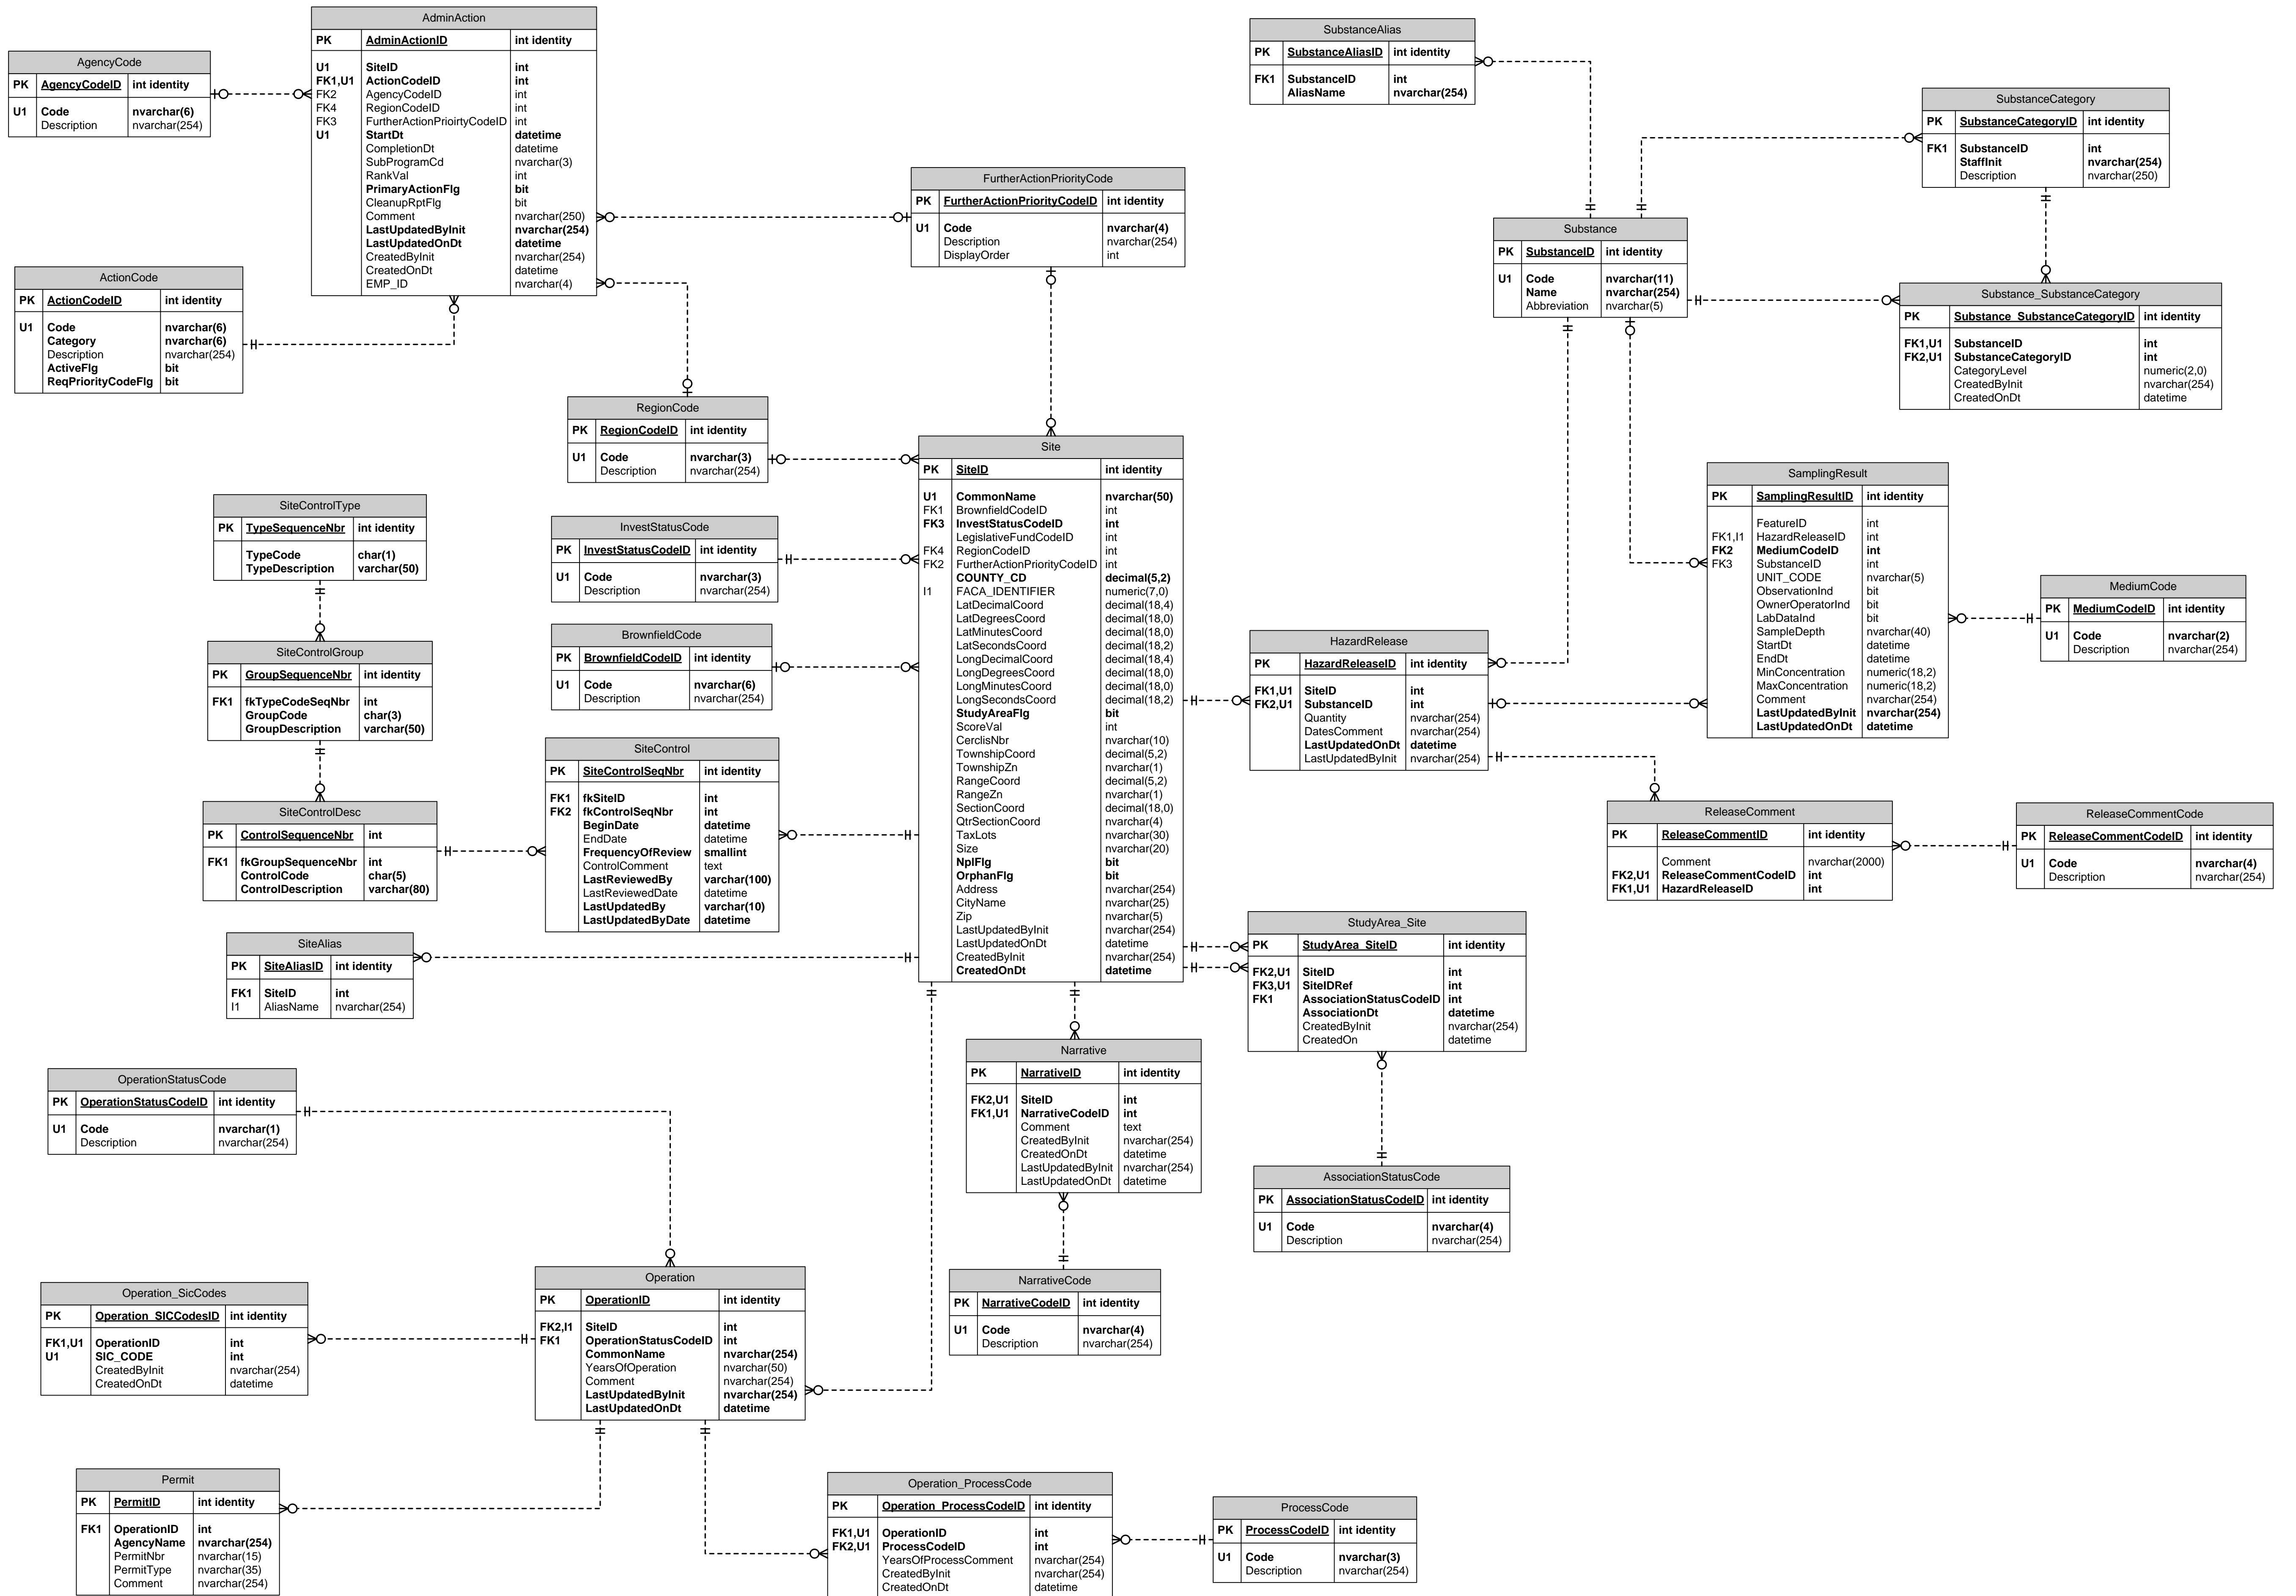 AdminAction
PK AdminActionID int identity
U1 SiteID int
FK1,U1 ActionCodeID int
FK2 AgencyCodeID int
FK4 RegionCodeID int
FK3 FurtherActionPrioirtyCodeID int
U1 StartDt datetime
CompletionDt datetime
SubProgramCd nvarchar(3)
RankVal int
PrimaryActionFlg bit
CleanupRptFlg bit
Comment nvarchar(250)
LastUpdatedByInit nvarchar(254)
LastUpdatedOnDt datetime
CreatedByInit nvarchar(254)
CreatedOnDt datetime
EMP_ID nvarchar(4)
AgencyCode
PK AgencyCodeID int identity
U1 Code nvarchar(6)
Description nvarchar(254)
ActionCode
PK ActionCodeID int identity
U1 Code nvarchar(6)
Category nvarchar(6)
Description nvarchar(254)
ActiveFlg bit
ReqPriorityCodeFlg bit
FurtherActionPriorityCode
PK FurtherActionPriorityCodeID int identity
U1 Code nvarchar(4)
Description nvarchar(254)
DisplayOrder int
RegionCode
PK RegionCodeID int identity
U1 Code nvarchar(3)
Description nvarchar(254)
SubstanceAlias
PK SubstanceAliasID int identity
FK1 SubstanceID int
AliasName nvarchar(254)
SubstanceCategory
PK SubstanceCategoryID int identity
FK1 SubstanceID int
StaffInit nvarchar(254)
Description nvarchar(250)
Substance
PK SubstanceID int identity
U1 Code nvarchar(11)
Name nvarchar(254)
Abbreviation nvarchar(5)
Substance_SubstanceCategory
PK Substance_SubstanceCategoryID int identity
FK1,U1 SubstanceID int
FK2,U1 SubstanceCategoryID int
CategoryLevel numeric(2,0)
CreatedByInit nvarchar(254)
CreatedOnDt datetime
Site
PK SiteID int identity
U1 CommonName nvarchar(50)
FK1 BrownfieldCodeID int
FK3 InvestStatusCodeID int
LegislativeFundCodeID int
FK4 RegionCodeID int
FK2 FurtherActionPriorityCodeID int
COUNTY_CD decimal(5,2)
I1 FACA_IDENTIFIER numeric(7,0)
LatDecimalCoord decimal(18,4)
LatDegreesCoord decimal(18,0)
LatMinutesCoord decimal(18,0)
LatSecondsCoord decimal(18,2)
LongDecimalCoord decimal(18,4)
LongDegreesCoord decimal(18,0)
LongMinutesCoord decimal(18,0)
LongSecondsCoord decimal(18,2)
StudyAreaFlg bit
ScoreVal int
CerclisNbr nvarchar(10)
TownshipCoord decimal(5,2)
TownshipZn nvarchar(1)
RangeCoord decimal(5,2)
RangeZn nvarchar(1)
SectionCoord decimal(18,0)
QtrSectionCoord nvarchar(4)
TaxLots nvarchar(30)
Size nvarchar(20)
NplFlg bit
OrphanFlg bit
Address nvarchar(254)
CityName nvarchar(25)
Zip nvarchar(5)
LastUpdatedByInit nvarchar(254)
LastUpdatedOnDt datetime
CreatedByInit nvarchar(254)
CreatedOnDt datetime
SiteControlType
PK TypeSequenceNbr int identity
TypeCode char(1)
TypeDescription varchar(50)
InvestStatusCode
PK InvestStatusCodeID int identity
U1 Code nvarchar(3)
Description nvarchar(254)
SiteControlGroup
PK GroupSequenceNbr int identity
FK1 fkTypeCodeSeqNbr int
GroupCode char(3)
GroupDescription varchar(50)
BrownfieldCode
PK BrownfieldCodeID int identity
U1 Code nvarchar(6)
Description nvarchar(254)
SiteControl
PK SiteControlSeqNbr int identity
FK1 fkSiteID int
FK2 fkControlSeqNbr int
BeginDate datetime
EndDate datetime
FrequencyOfReview smallint
ControlComment text
LastReviewedBy varchar(100)
LastReviewedDate datetime
LastUpdatedBy varchar(10)
LastUpdatedByDate datetime
SiteControlDesc
PK ControlSequenceNbr int
FK1 fkGroupSequenceNbr int
ControlCode char(5)
ControlDescription varchar(80)
SiteAlias
PK SiteAliasID int identity
FK1 SiteID int
I1 AliasName nvarchar(254)
SamplingResult
PK SamplingResultID int identity
FeatureID int
FK1,I1 HazardReleaseID int
FK2 MediumCodeID int
FK3 SubstanceID int
UNIT_CODE nvarchar(5)
ObservationInd bit
OwnerOperatorInd bit
LabDataInd bit
SampleDepth nvarchar(40)
StartDt datetime
EndDt datetime
MinConcentration numeric(18,2)
MaxConcentration numeric(18,2)
Comment nvarchar(254)
LastUpdatedByInit nvarchar(254)
LastUpdatedOnDt datetime
MediumCode
PK MediumCodeID int identity
U1 Code nvarchar(2)
Description nvarchar(254)
HazardRelease
PK HazardReleaseID int identity
FK1,U1 SiteID int
FK2,U1 SubstanceID int
Quantity nvarchar(254)
DatesComment nvarchar(254)
LastUpdatedOnDt datetime
LastUpdatedByInit nvarchar(254)
ReleaseComment
PK ReleaseCommentID int identity
Comment nvarchar(2000)
FK2,U1 ReleaseCommentCodeID int
FK1,U1 HazardReleaseID int
ReleaseCommentCode
PK ReleaseCommentCodeID int identity
U1 Code nvarchar(4)
Description nvarchar(254)
StudyArea_Site
PK StudyArea_SiteID int identity
FK2,U1 SiteID int
FK3,U1 SiteIDRef int
FK1 AssociationStatusCodeID int
AssociationDt datetime
CreatedByInit nvarchar(254)
CreatedOn datetime
Narrative
PK NarrativeID int identity
FK2,U1 SiteID int
FK1,U1 NarrativeCodeID int
Comment text
CreatedByInit nvarchar(254)
CreatedOnDt datetime
LastUpdatedByInit nvarchar(254)
LastUpdatedOnDt datetime
AssociationStatusCode
PK AssociationStatusCodeID int identity
U1 Code nvarchar(4)
Description nvarchar(254)
OperationStatusCode
PK OperationStatusCodeID int identity
U1 Code nvarchar(1)
Description nvarchar(254)
Operation
PK OperationID int identity
FK2,I1 SiteID int
FK1 OperationStatusCodeID int
CommonName nvarchar(254)
YearsOfOperation nvarchar(50)
Comment nvarchar(254)
LastUpdatedByInit nvarchar(254)
LastUpdatedOnDt datetime
NarrativeCode
PK NarrativeCodeID int identity
U1 Code nvarchar(4)
Description nvarchar(254)
Operation_SicCodes
PK Operation_SICCodesID int identity
FK1,U1 OperationID int
U1 SIC_CODE int
CreatedByInit nvarchar(254)
CreatedOnDt datetime
Permit
PK PermitID int identity
FK1 OperationID int
AgencyName nvarchar(254)
PermitNbr nvarchar(15)
PermitType nvarchar(35)
Comment nvarchar(254)
Operation_ProcessCode
PK Operation_ProcessCodeID int identity
FK1,U1 OperationID int
FK2,U1 ProcessCodeID int
YearsOfProcessComment nvarchar(254)
CreatedByInit nvarchar(254)
CreatedOnDt datetime
ProcessCode
PK ProcessCodeID int identity
U1 Code nvarchar(3)
Description nvarchar(254)